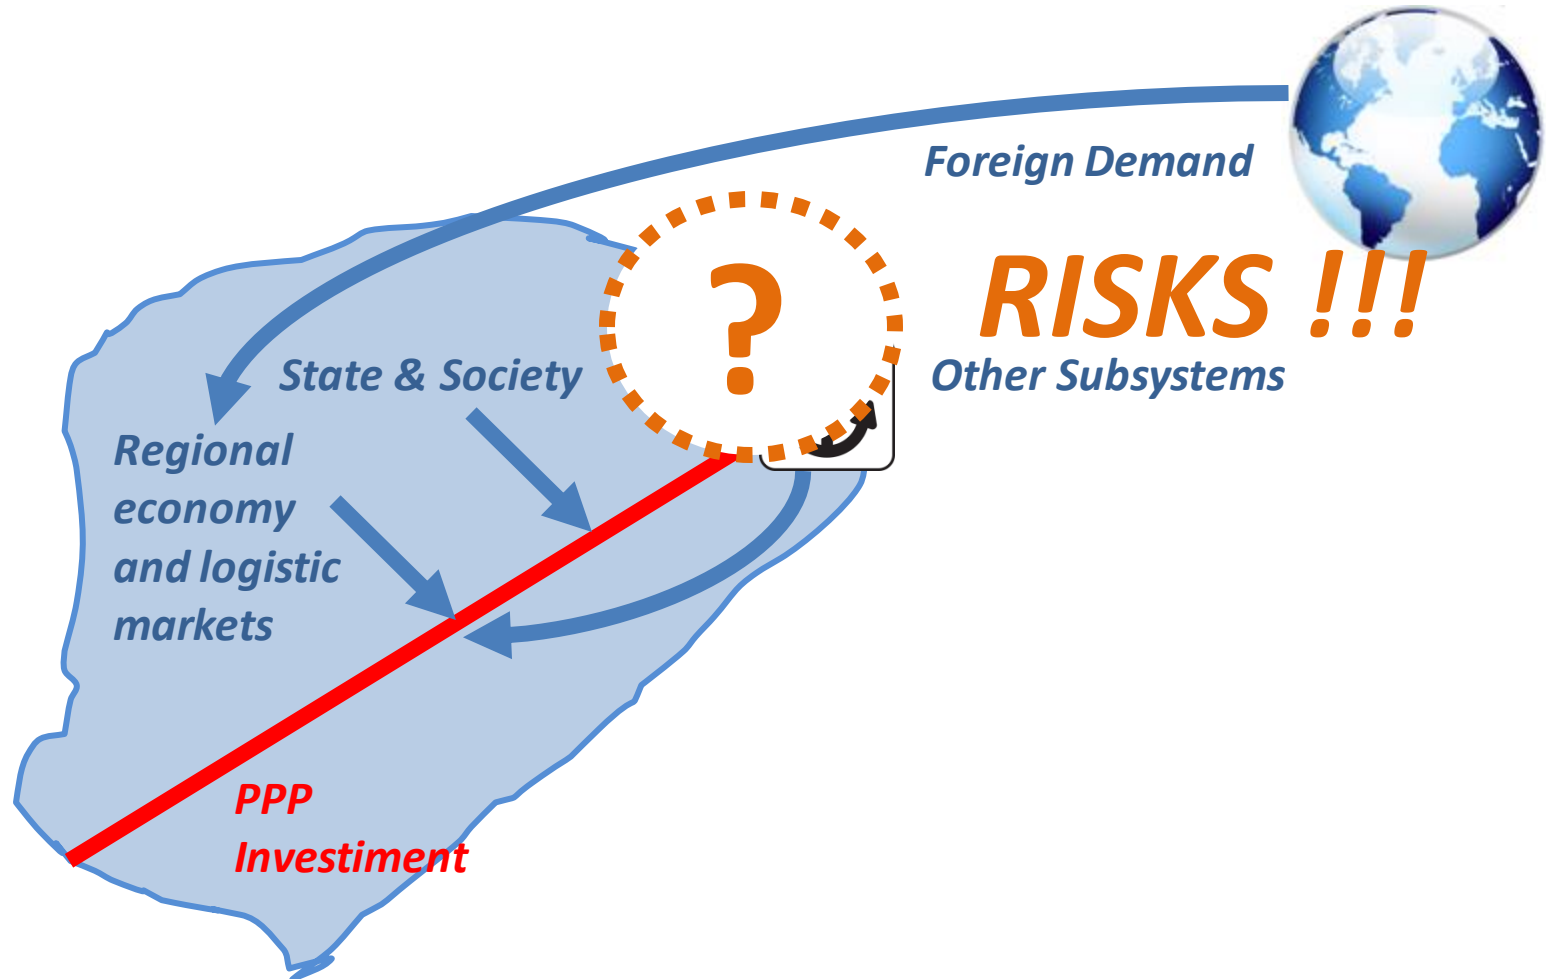 Foreign Demand
?
RISKS !!!
State & Society
Other Subsystems
Regional
economy
and logistic
markets
PPP
Investiment